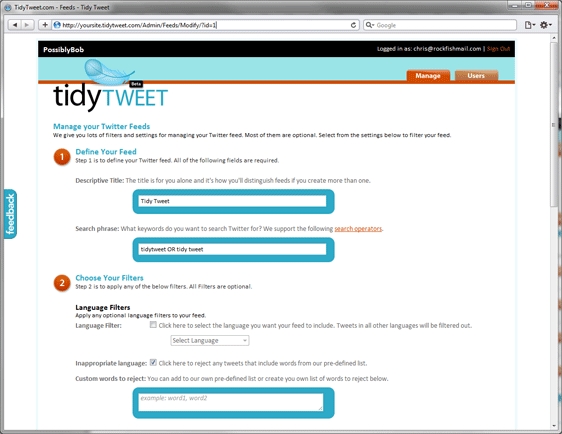 TidyTweet.com - Feeds - Tidy Tweet
http://yoursite.tidytweet.com/Admin/Feeds/Modify/?id=1
Google
PossiblyBob
Logged in as: chris@rockfishmail.com | Sign Out
Manage
Users
Beta
tidyTWEET
Manage your Twitter Feeds
We give you lots of filters and settings for managing your Twitter feed. Most of them are optional. Select from the settings below to filter your feed.
1
Define Your Feed
Step 1 is to define your Twitter feed. All of the following fields are required.
Descriptive Title: The title is for you alone and it's how you'll distinguish feeds if you create more than one.
Tidy Tweet
feedback
Search phrase: What keywords do you want to search Twitter for? We support the following search operators.
tidytweet OR tidy tweet
2
Choose Your Filters
Step 2 is to apply any of the below filters. All Filters are optional.
Language Filters
Apply any optional language filters to your feed.
Language Filter: Click here to select the language you want your feed to include. Tweets in all other languages will be filtered out.
Select Language
Inappropriate language: Click here to reject any tweets that include words from our pre-defined list.
Custom words to reject: You can add to our own pre-defined list or create you own list of words to reject below.
example: word1, word2